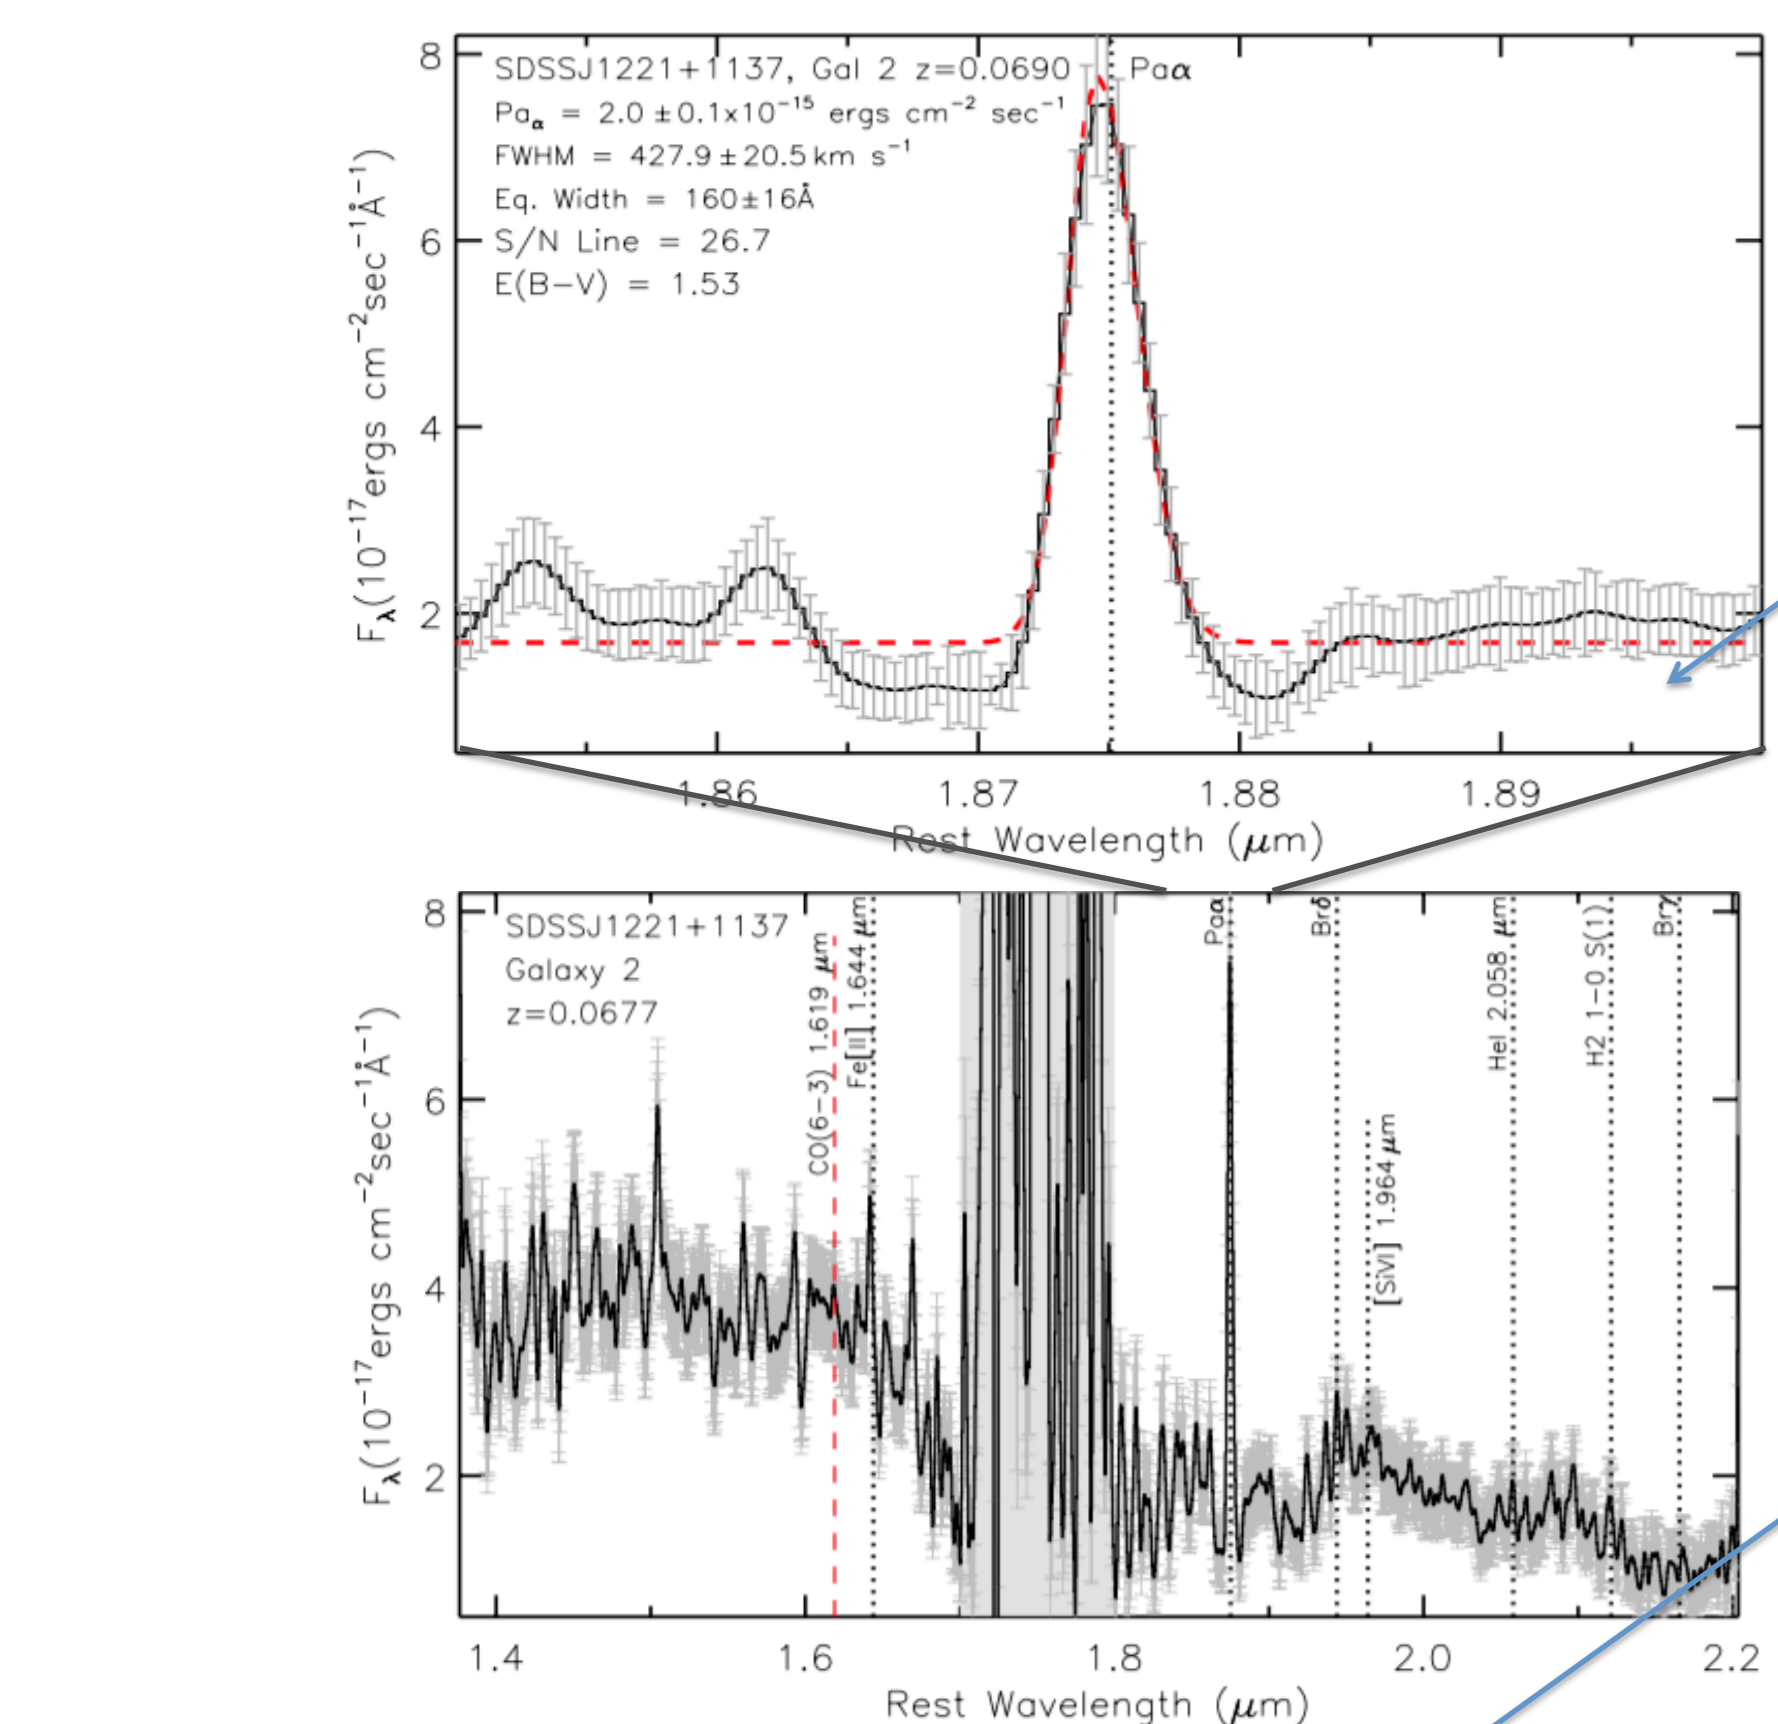 SDSSJ1221+1137, Gal 2 z=0.0690
Paα
Paα = 2.0 ±0.1x10−15 ergs cm−2 sec−1
FWHM = 427.9±20.5km s−1
Eq. Width = 160±16Å
S/N Line = 26.7
E(B−V) = 1.53
8
6
4
2
Fλ(10−17ergs cm−2sec−1Å−1)
1.86 1.87 1.88 1.89
Rest Wavelength (μm)
SDSSJ1221+1137
Galaxy 2
z=0.0677
CO(6−3) 1.619 μm
Fe[II] 1.644 μm
Paα
Brδ
[SiVI] 1.964μm
HeI 2.058 μm
H2 1−0 S(1)
Brγ
8
6
4
2
Fλ(10−17ergs cm−2sec−1Å−1)
1.4 1.6 1.8 2.0 2.2
Rest Wavelength (μm)